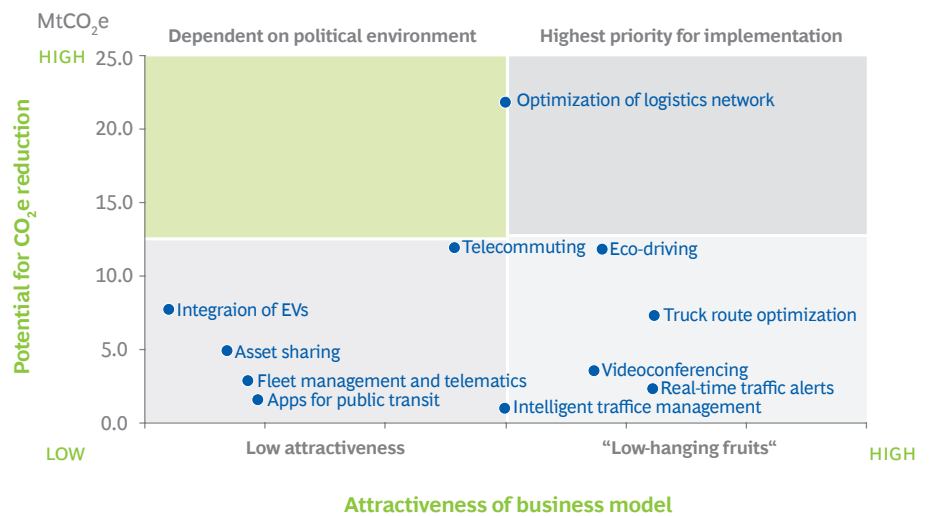 MtCO2e
Dependent on political environment
Highest priority for implementation
HIGH
25.0
Optimization of logistics network
20.0
15.0
Telecommuting
Eco-driving
10.0
Integraion of EVs
Truck route optimization
5.0
Asset sharing
Videoconferencing
Fleet management and telematics
Real-time traffic alerts
Apps for public transit
Intelligent traffice management
0.0
LOW
Low attractiveness
“Low-hanging fruits“
HIGH
Potential for CO2e reduction
Attractiveness of business model